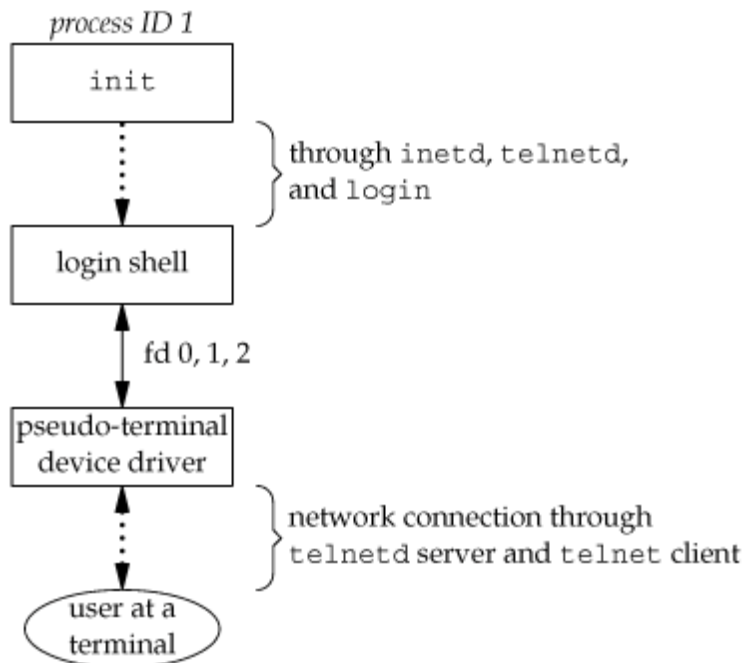 process ID 1
init
through inetd, telnetd,
and login
login shell
fd 0, 1, 2
pseudo-terminal
device driver
network connection through
telnetd server and telnet client
user at a
terminal